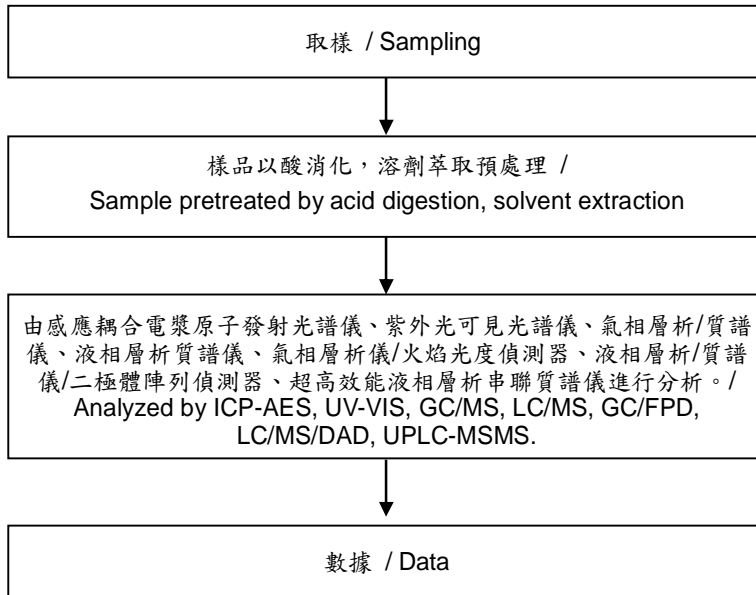 取樣 / Sampling
樣品以酸消化，溶劑萃取預處理 /
Sample pretreated by acid digestion, solvent extraction
由感應耦合電漿原子發射光譜儀、紫外光可見光譜儀、氣相層析/質譜
儀、液相層析質譜儀、氣相層析儀/火焰光度偵測器、液相層析/質譜
儀/二極體陣列偵測器、超高效能液相層析串聯質譜儀進行分析。/
Analyzed by ICP-AES, UV-VIS, GC/MS, LC/MS, GC/FPD,
LC/MS/DAD, UPLC-MSMS.
數據 / Data